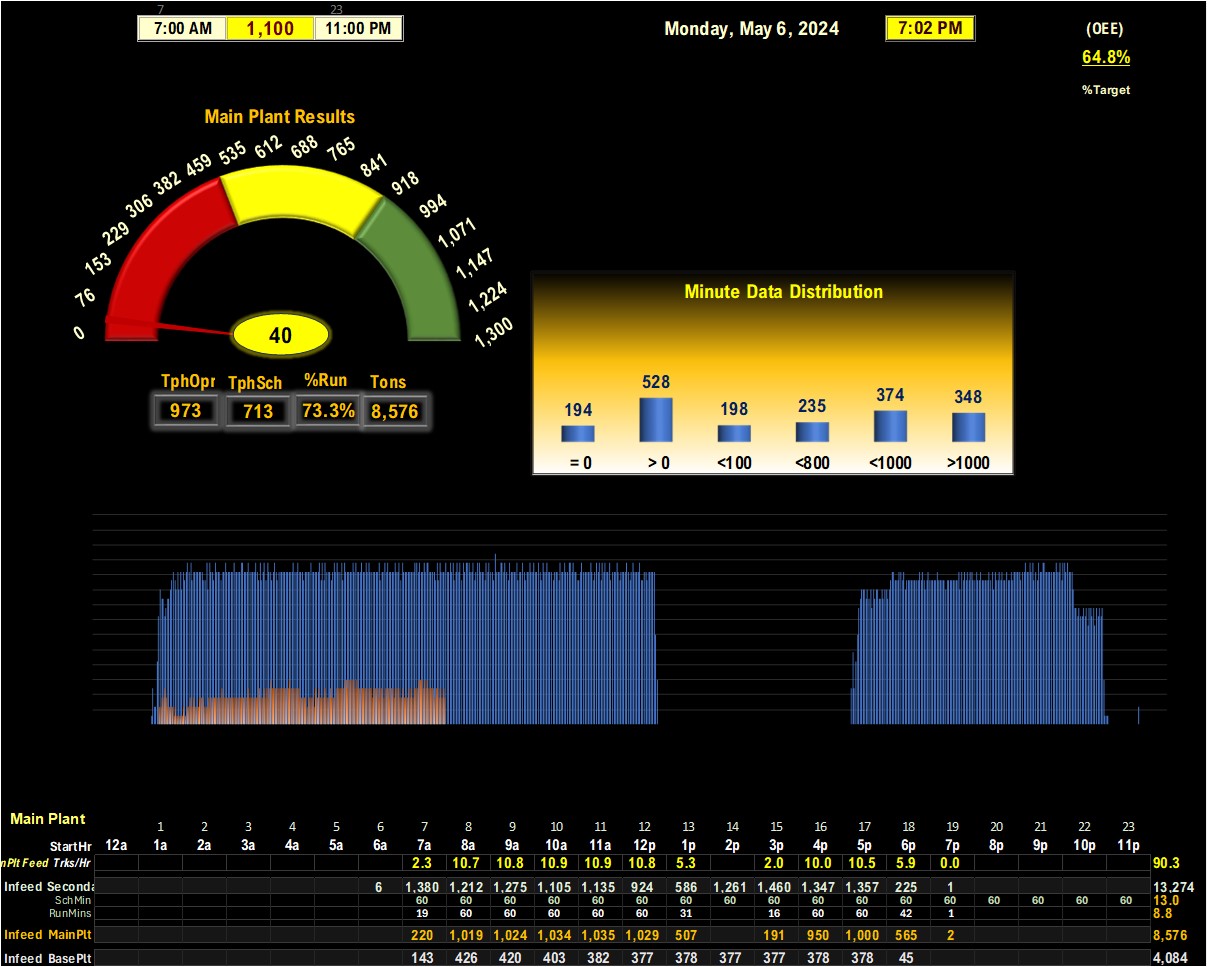 7 23
7:00 AM 1,100 11:00 PM Monday, May 6, 2024 7:02 PM (OEE)
64.8%
%Target
Main Plant Results
0 76 153 229 306 382 459 535 612 688 765 841 918 994 1,071 1,147 1,224 1,300
40
TphOpr TphSch %Run Tons
973 713 73.3% 8,576
Minute Data Distribution
194 528 198 235 374 348
= 0 > 0 <100 <800 <1000 >1000
Main Plant
1 2 3 4 5 6 7 8 9 10 11 12 13 14 15 16 17 18 19 20 21 22 23
StartHr 12a 1a 2a 3a 4a 5a 6a 7a 8a 9a 10a 11a 12p 1p 2p 3p 4p 5p 6p 7p 8p 9p 10p 11p
nPlt Feed Trks/Hr 2.3 10.7 10.8 10.9 10.9 10.8 5.3 2.0 10.0 10.5 5.9 0.0 90.3
Infeed Seconda 6 1,380 1,212 1,275 1,105 1,135 924 586 1,261 1,460 1,347 1,357 225 1 13,274
SchMin 60 60 60 60 60 60 60 60 60 60 60 60 60 60 60 60 60 13.0
RunMins 19 60 60 60 60 60 31 16 60 60 42 1 8.8
Infeed MainPlt 220 1,019 1,024 1,034 1,035 1,029 507 191 950 1,000 565 2 8,576
Infeed BasePlt 143 426 420 403 382 377 378 377 377 378 378 45 4,084